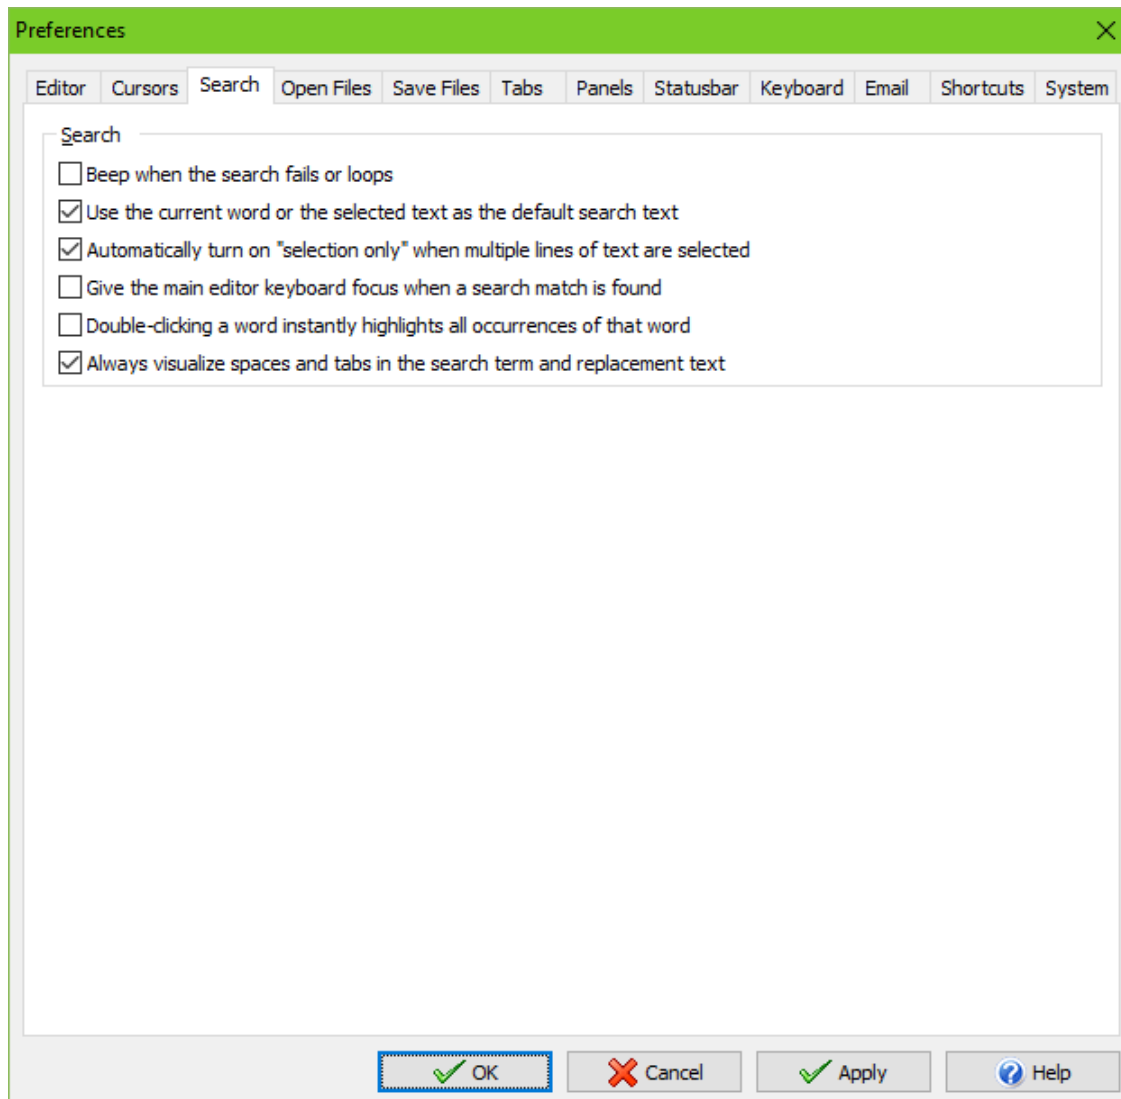 Preferences
Editor Cursors Search Open Files Save Files Tabs Panels Statusbar Keyboard Email Shortcuts System
Search
Beep when the search fails or loops
Use the current word or the selected text as the default search text
Automatically turn on "selection only" when multiple lines of text are selected
Give the main editor keyboard focus when a search match is found
Double-clicking a word instantly highlights all occurrences of that word
Always visualize spaces and tabs in the search term and replacement text
OK Cancel Apply Help